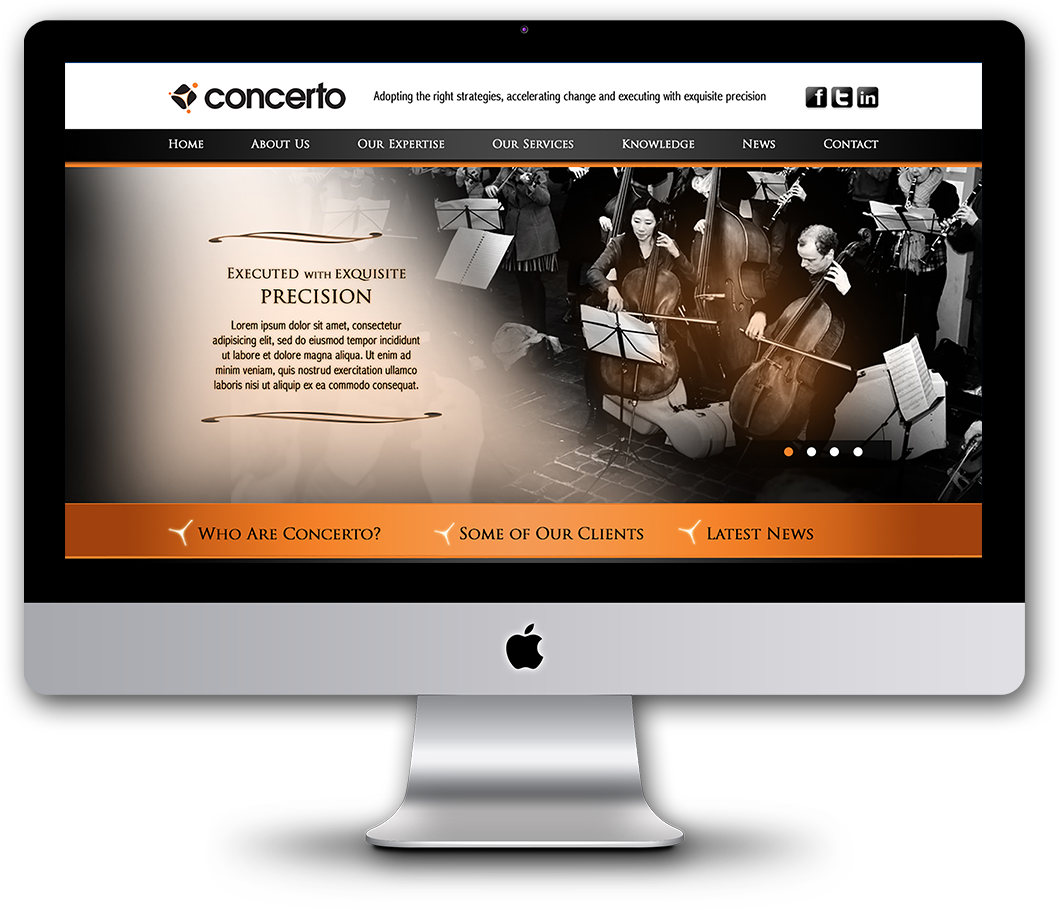 concerto
Adopting the right strategies, accelerating change and executing with exquisite precision
f t in
Home About Us Our Expertise Our Services Knowledge News Contact
Executed with exquisite
precision
Lorem ipsum dolor sit amet, consectetur
adipisicing elit, sed do eiusmod tempor incididunt
ut labore et dolore magna aliqua. Ut enim ad
minim veniam, quis nostrud exercitation ullamco
laboris nisi ut aliquip ex ea commodo consequat.
Who Are Concerto? Some of Our Clients Latest News